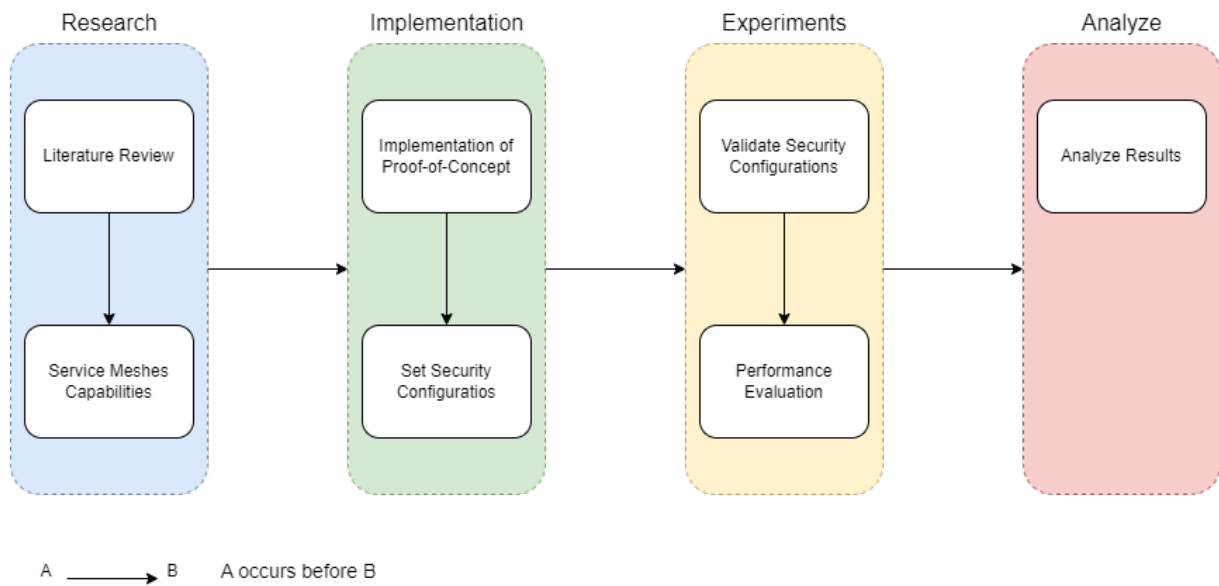 Research
Implementation
Experiments
Analyze
Literature Review
Implementation of
Proof-of-Concept
Validate Security
Configurations
Analyze Results
Service Meshes
Capabilities
Set Security
Configuratios
Performance
Evaluation
A
B
A occurs before B